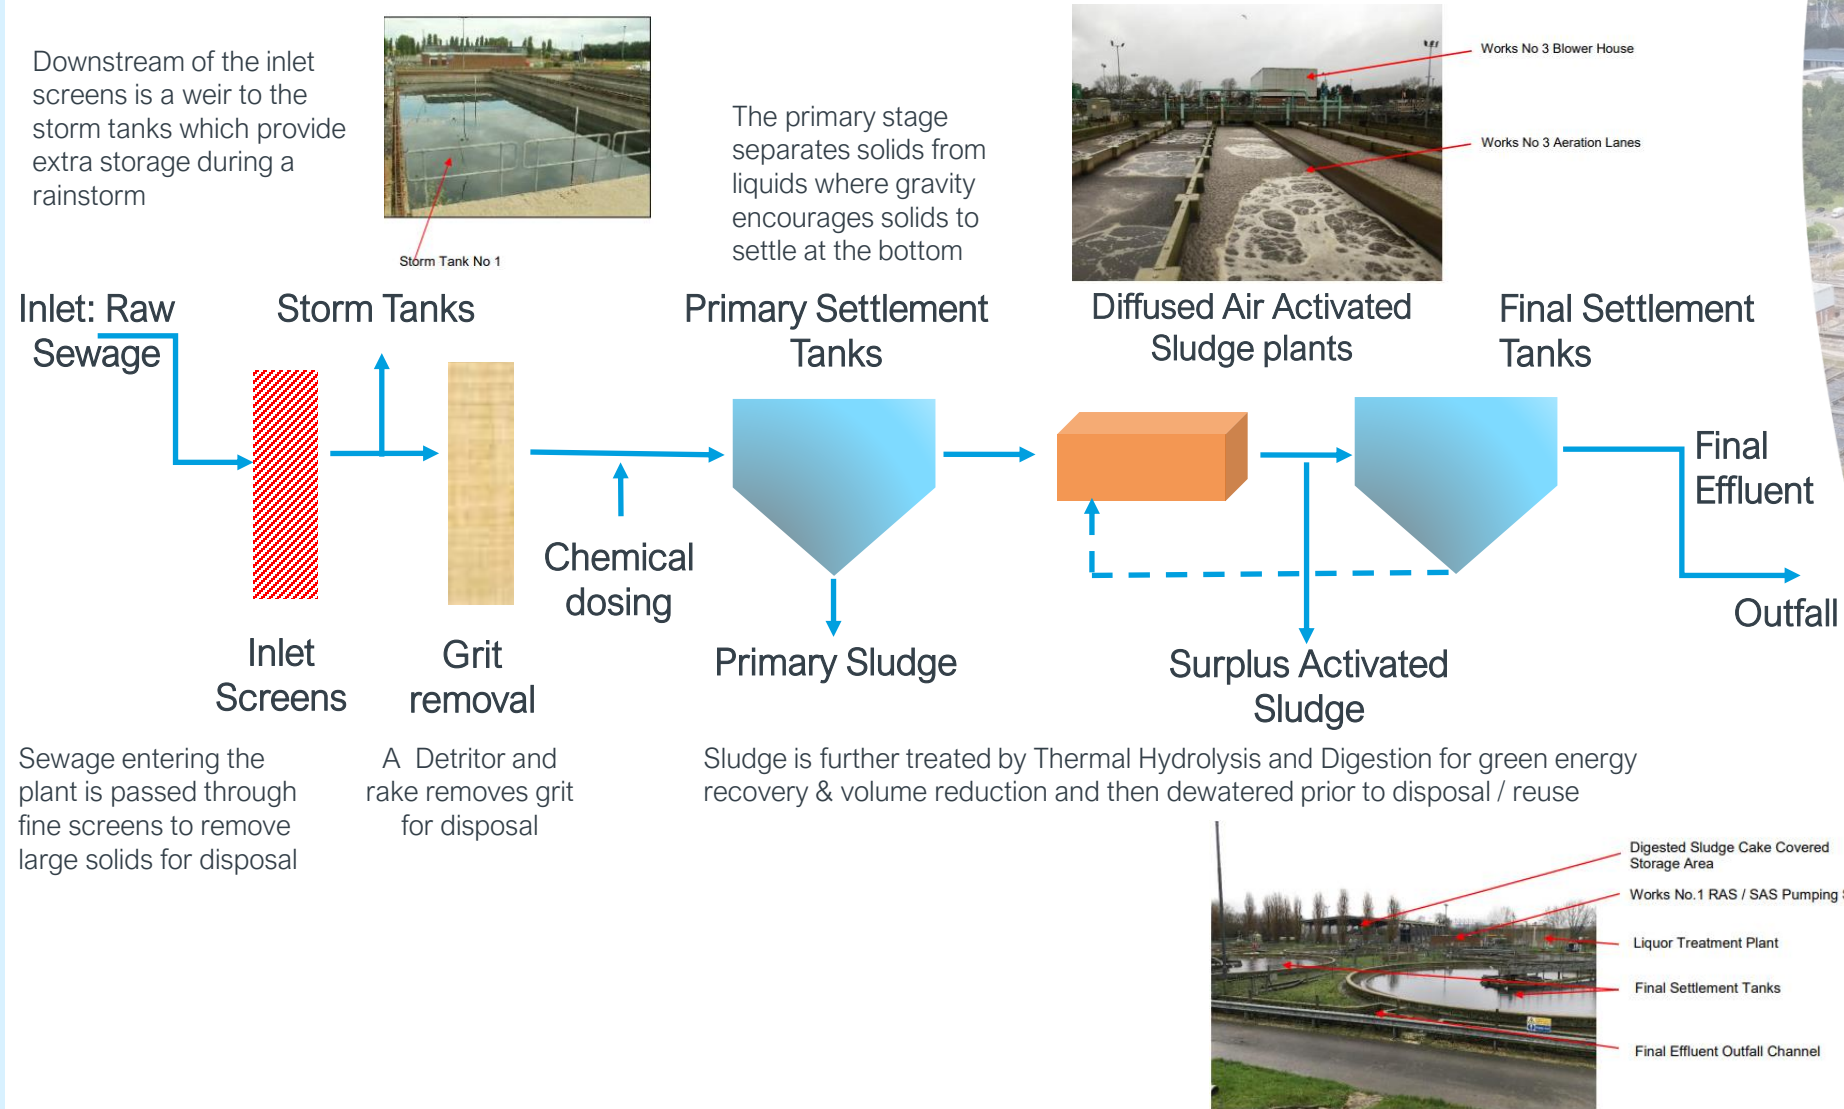 Downstream of the inlet
screens is a weir to the
storm tanks which provide
extra storage during a
rainstorm
Storm Tank No 1
The primary stage
separates solids from
liquids where gravity
encourages solids to
settle at the bottom
Works No 3 Blower House
Works No 3 Aeration Lanes
Inlet: Raw
Sewage
Storm Tanks
Primary Settlement
Tanks
Diffused Air Activated
Sludge plants
Final Settlement
Tanks
Final
Effluent
Chemical
dosing
Outfall
Inlet
Screens
Grit
removal
Primary Sludge
Surplus Activated
Sludge
Sewage entering the
plant is passed through
fine screens to remove
large solids for disposal
A Detritor and
rake removes grit
for disposal
Sludge is further treated by Thermal Hydrolysis and Digestion for green energy
recovery & volume reduction and then dewatered prior to disposal / reuse
Digested Sludge Cake Covered
Storage Area
Works No.1 RAS / SAS Pumping
Liquor Treatment Plant
Final Settlement Tanks
Final Effluent Outfall Channel